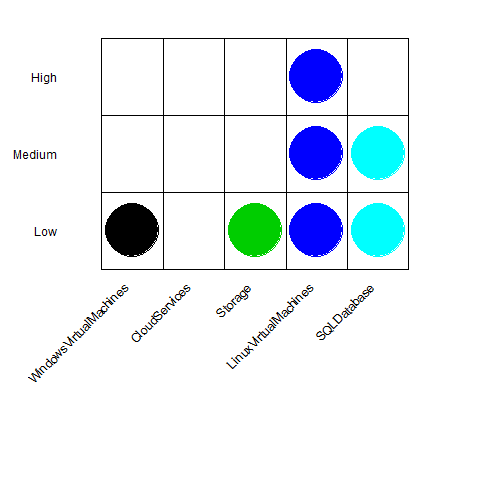 High
Medium
Low
WindowsVirtualMachines
CloudServices
Storage
LinuxVirtualMachines
SQLDatabase